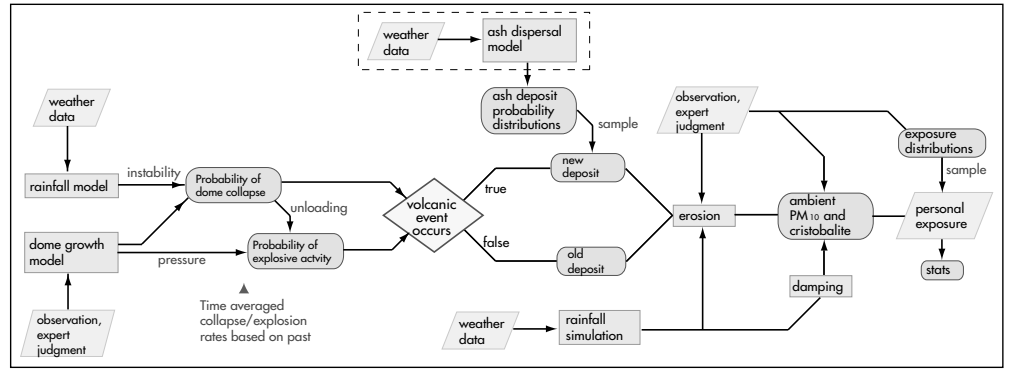 weather
data
ash dispersal
model
weather
data
ash deposit
probability
distributions
sample
observation,
expert
judgment
exposure
distributions
sample
rainfall model
instability
Probability of
dome collapse
unloading
dome growth
model
pressure
Probability of
explosive actvity
volcanic
event
occurs
true
false
new
deposit
old
deposit
erosion
ambient
PM10 and
cristobalite
personal
exposure
stats
damping
observation,
expert
judgment
Time averaged
collapse/explosion
rates based on past
weather
data
rainfall
simulation